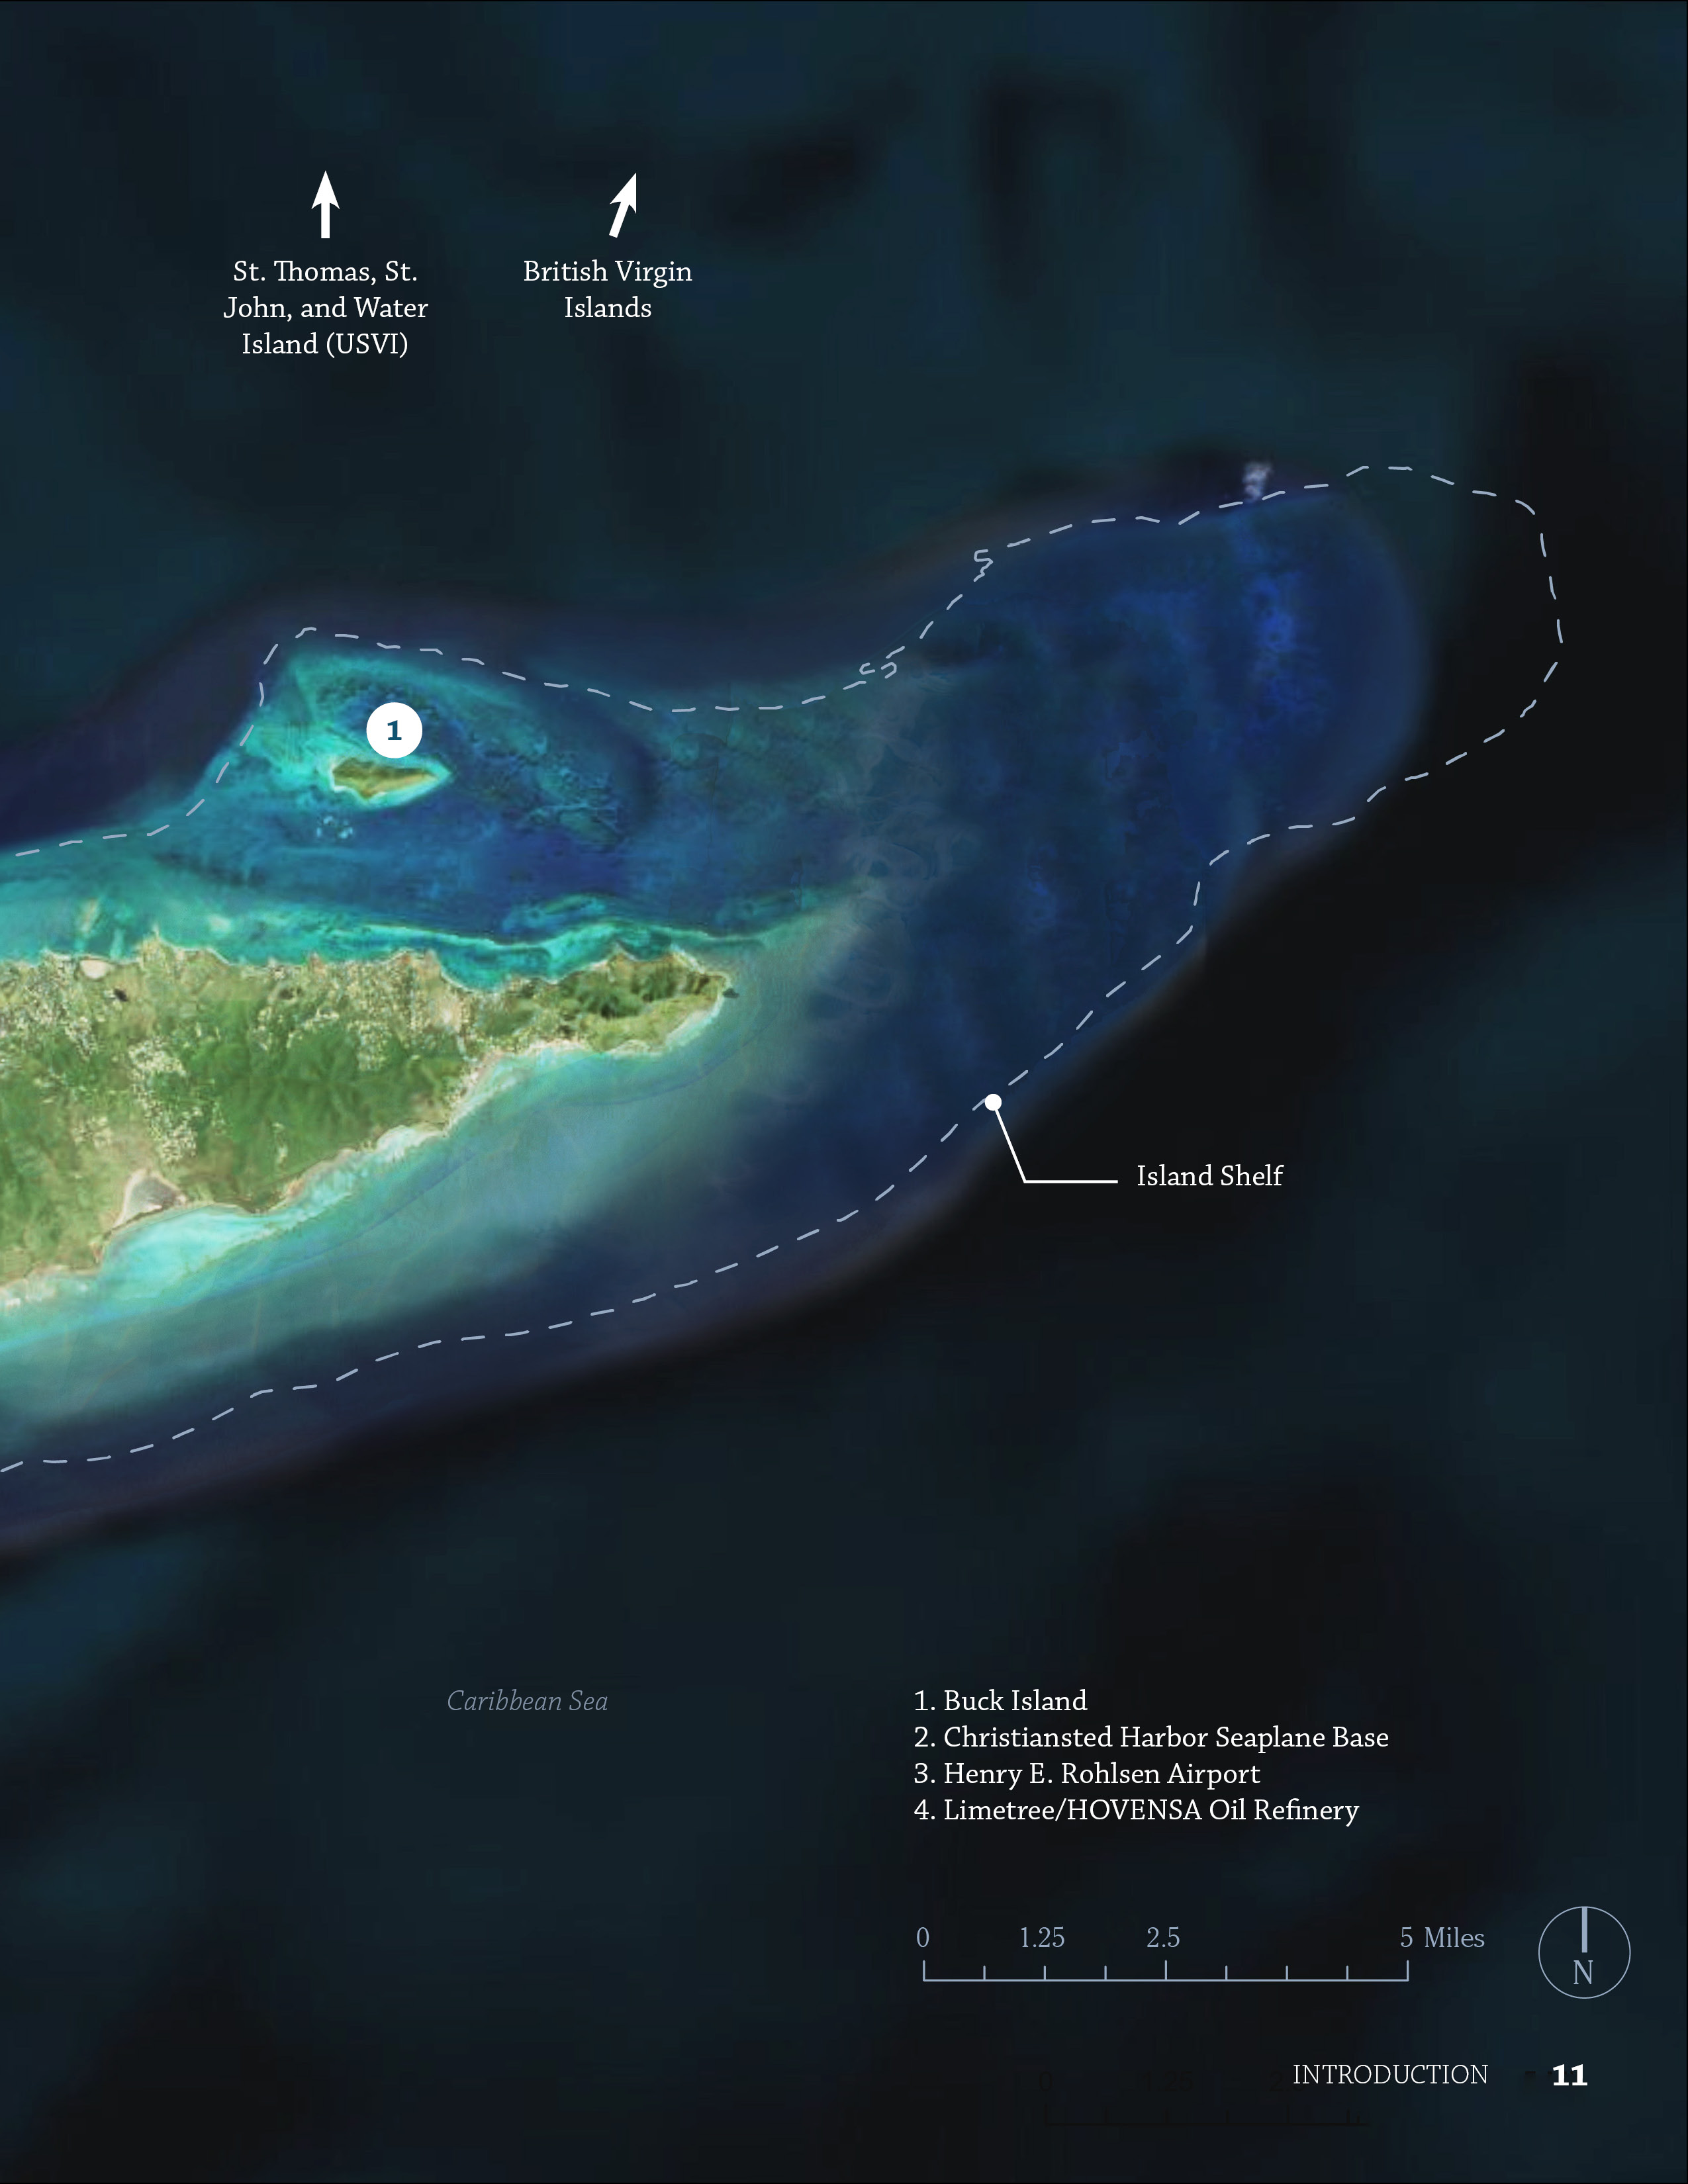 St. Thomas, St.
John, and Water
Island (USVI)
British Virgin
Islands
1
Island Shelf
Caribbean Sea
1. Buck Island
2. Christiansted Harbor Seaplane Base
3. Henry E. Rohlsen Airport
4. Limetree/HOVENSA Oil Refinery
0 1.25 2.5 5 Miles
N
INTRODUCTION 11